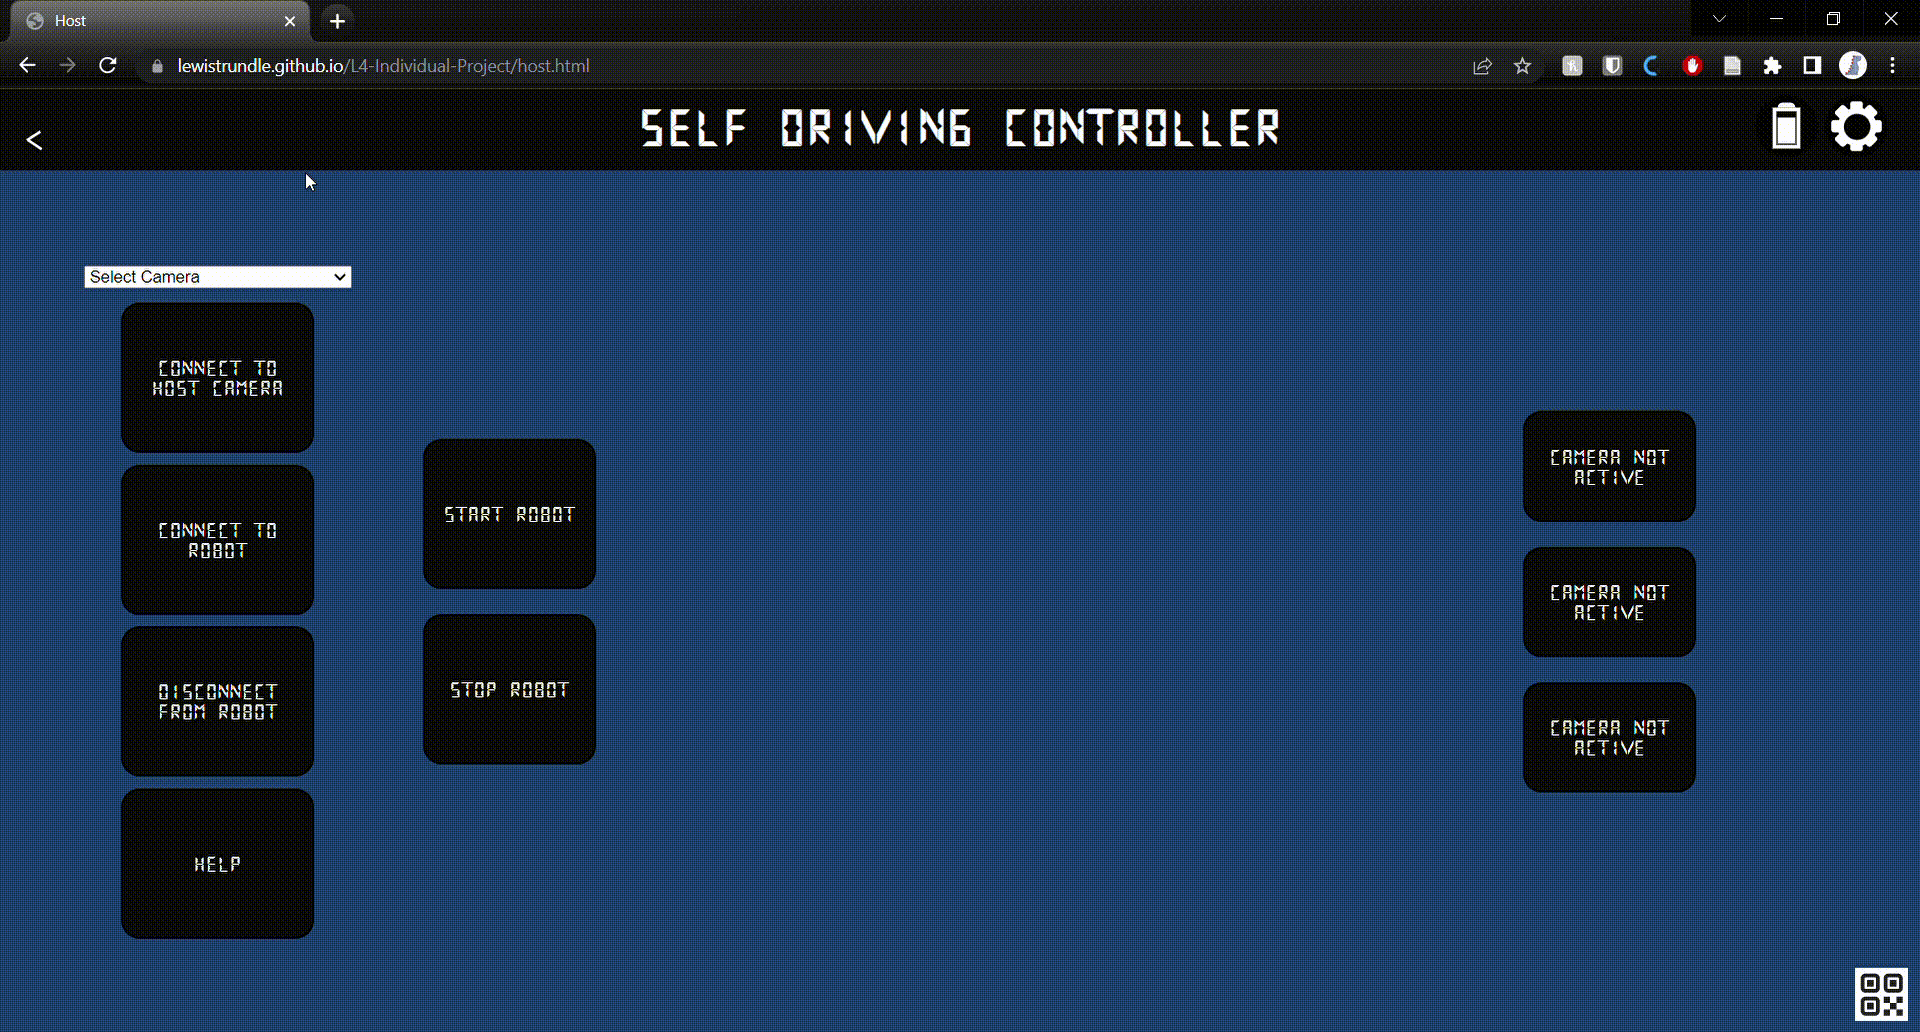 Host
lewistrundle.github.io/L4-Individual-Project/host.html
SELF DRIVING CONTROLLER
Select Camera
CONNECT TO
HOST CAMERA
CONNECT TO
ROBOT
DISCONNECT
FROM ROBOT
HELP
START ROBOT
STOP ROBOT
CAMERA NOT
ACTIVE
CAMERA NOT
ACTIVE
CAMERA NOT
ACTIVE